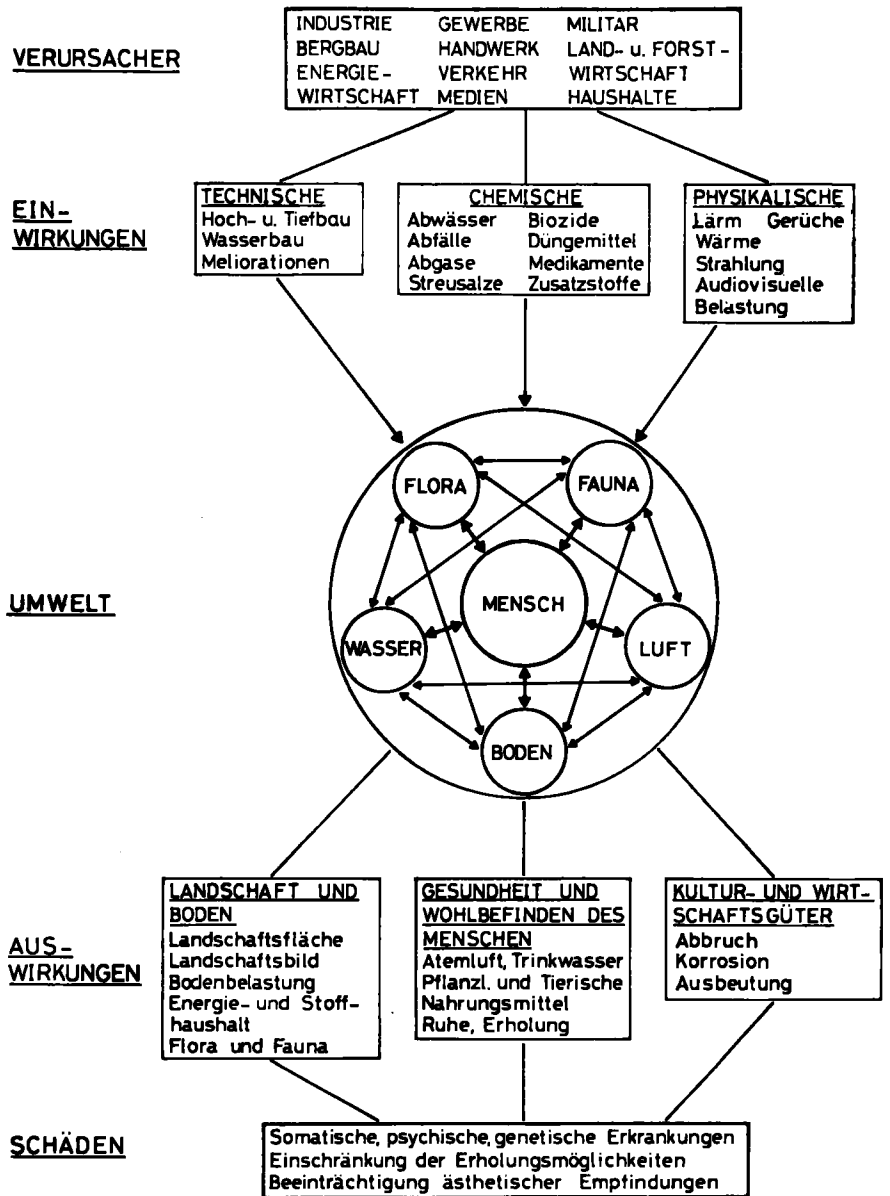 VERURSACHER
INDUSTRIE GEWERBE MILITAR
BERGBAU HANDWERK LAND- u. FORST-
ENERGIE- VERKEHR WIRTSCHAFT
WIRTSCHAFT MEDIEN HAUSHALTE
EIN-
WIRKUNGEN
TECHNISCHE
Hoch- u. Tiefbau
Wasserbau
Meliorationen
CHEMISCHE
Abwässer Biozide
Abfälle Düngemittel
Abgase Medikamente
Streusalze Zusatzstoffe
PHYSIKALISCHE
Lärm Gerüche
Wärme
Strahlung
Audiovisuelle
Belastung
UMWELT
FLORA
FAUNA
MENSCH
WASSER
LUFT
BODEN
AUS-
WIRKUNGEN
LANDSCHAFT UND
BODEN
Landschaftsfläche
Landschaftsbild
Bodenbelastung
Energie- und Stoff-
haushalt
Flora und Fauna
GESUNDHEIT UND
WOHLBEFINDEN DES
MENSCHEN
Atemluft, Trinkwasser
Pflanzl. und Tierische
Nahrungsmittel
Ruhe, Erholung
KULTUR- UND WIRT-
SCHAFTSGÜTER
Abbruch
Korrosion
Ausbeutung
SCHÄDEN
Somatische, psychische, genetische Erkrankungen
Einschränkung der Erholungsmöglichkeiten
Beeinträchtigung ästhetischer Empfindungen